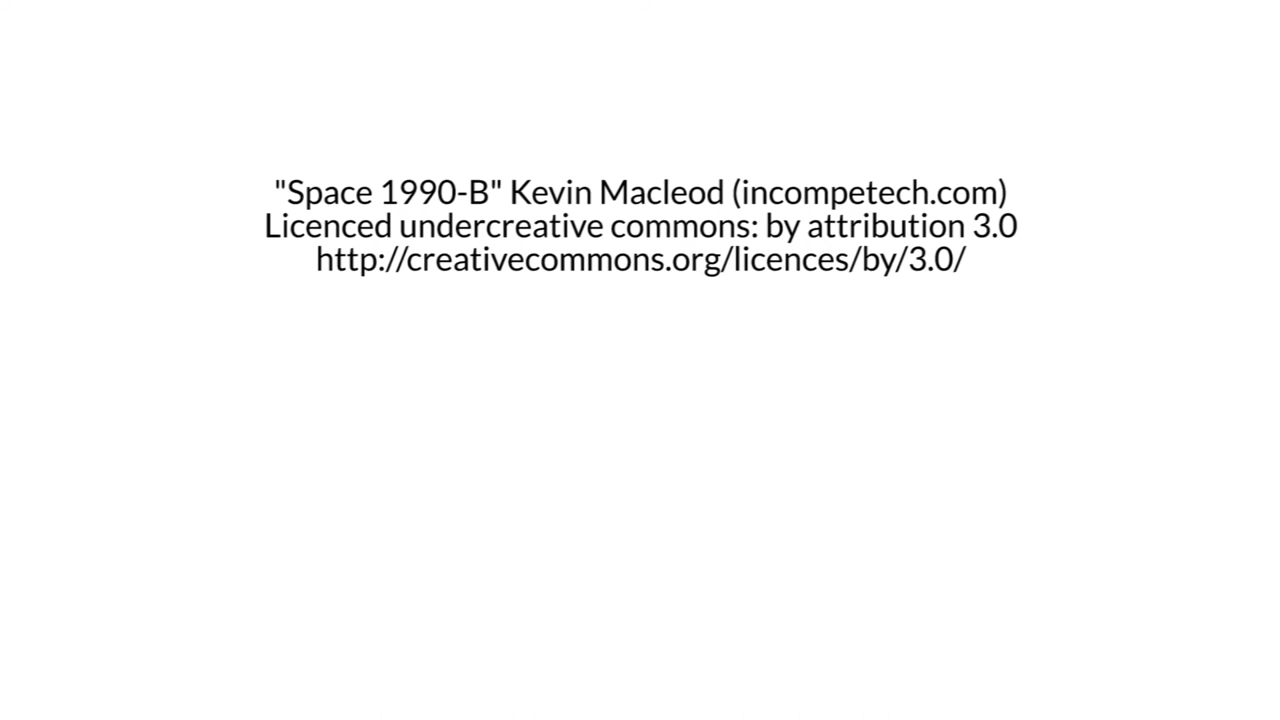 "Space 1990-B" Kevin Macleod (incompetech.com)
Licenced undercreative commons: by attribution 3.0
http://creativecommons.org/licences/by/3.0/